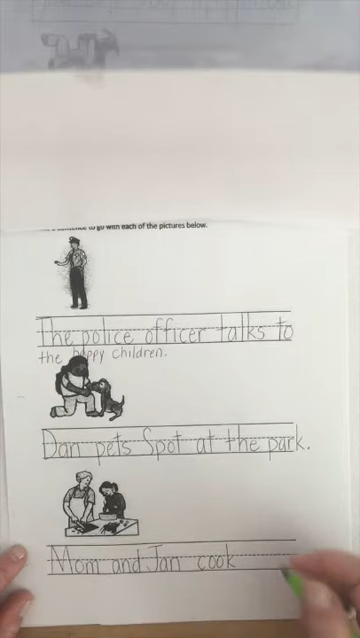 to go with each of the pictures below.
The police officer talks to
the happy children.
Dan pets Spot at the park.
Mom and Jan cook